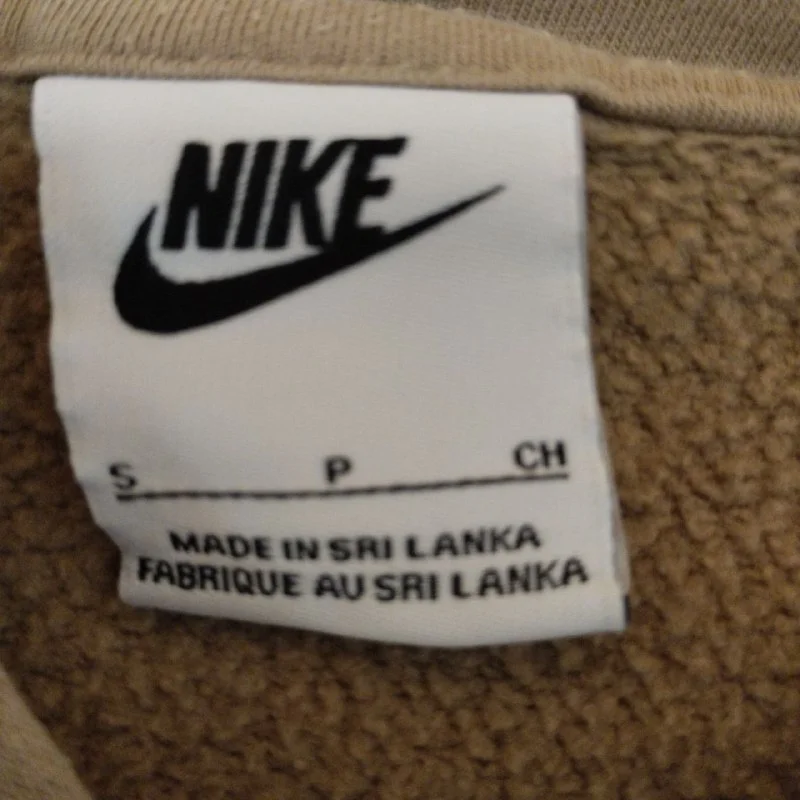 NIKE
S P CH
MADE IN SRI LANKA
FABRIQUE AU SRI LANKA